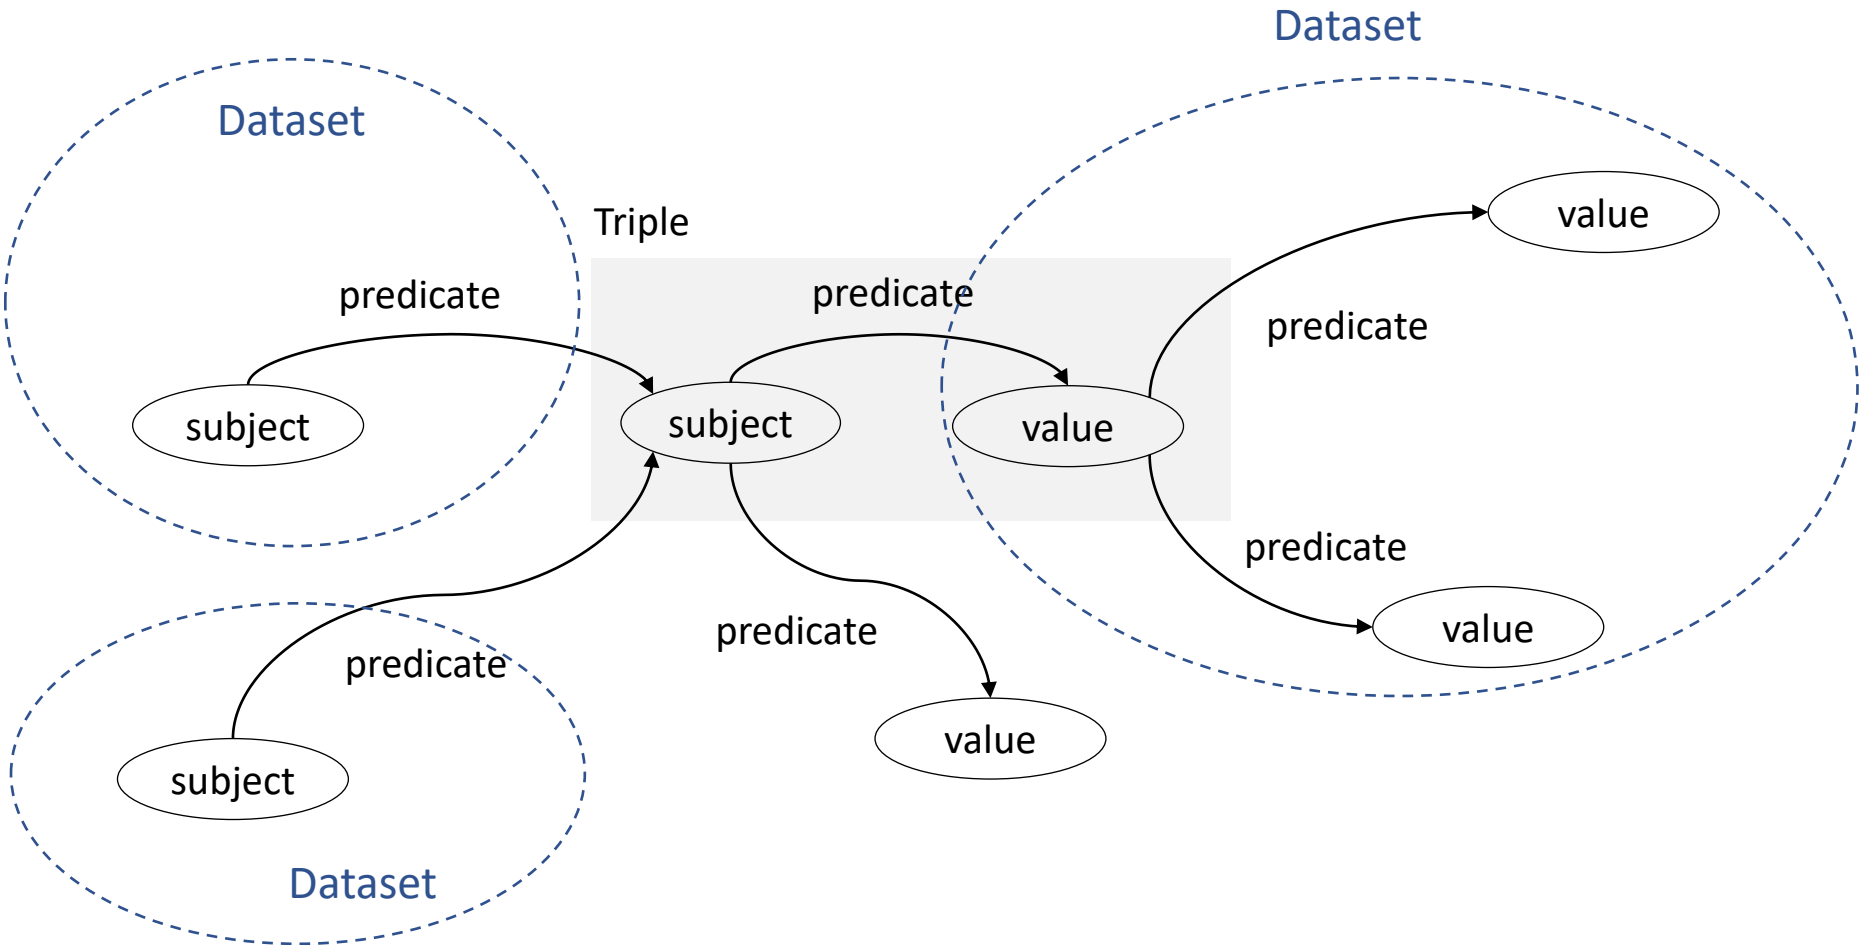 Dataset
Dataset
Triple
value
predicate
predicate
predicate
subject
subject
value
predicate
predicate
value
predicate
value
subject
Dataset